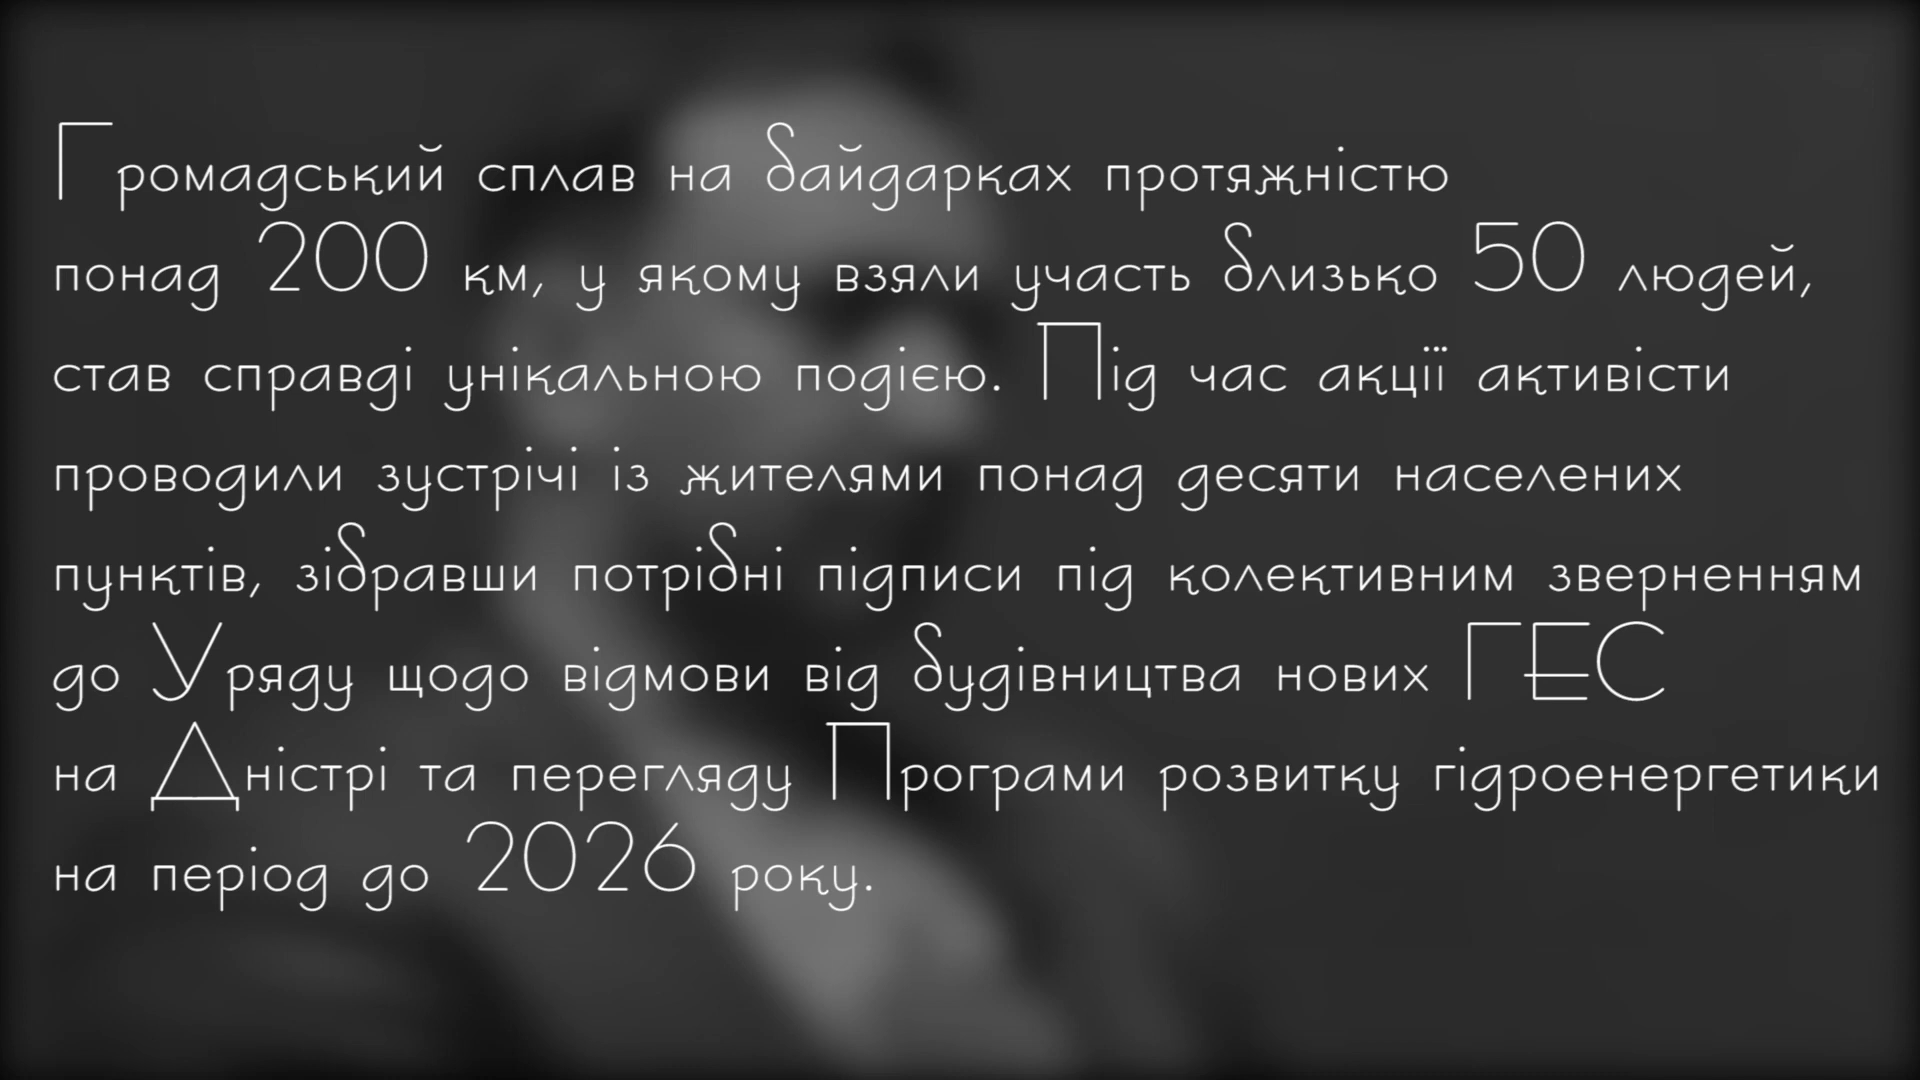 Громадський сплав на байдарках протяжністю
понад 200 км, у якому взяли участь близько 50 людей,
став справді унікальною подією. Під час акції активісти
проводили зустрічі із жителями понад десяти населених
пунктів, зібравши потрібні підписи під колективним зверненням
до Уряду щодо відмови від будівництва нових ГЕС
на Дністрі та перегляду Програми розвитку гідроенергетики
на період до 2026 року.